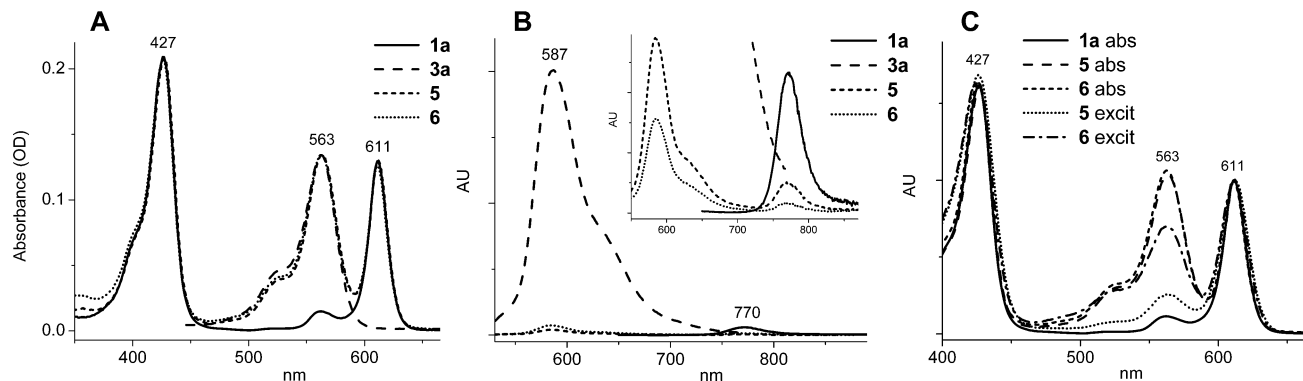 A
427
563
611
1a
3a
5
6
0.2
0.1
0.0
Absorbance (OD)
400
500
600
nm
B
587
770
1a
3a
5
6
AU
600
700
800
nm
AU
600
700
800
C
427
563
611
1a abs
5 abs
6 abs
5 excit
6 excit
AU
400
500
600
nm